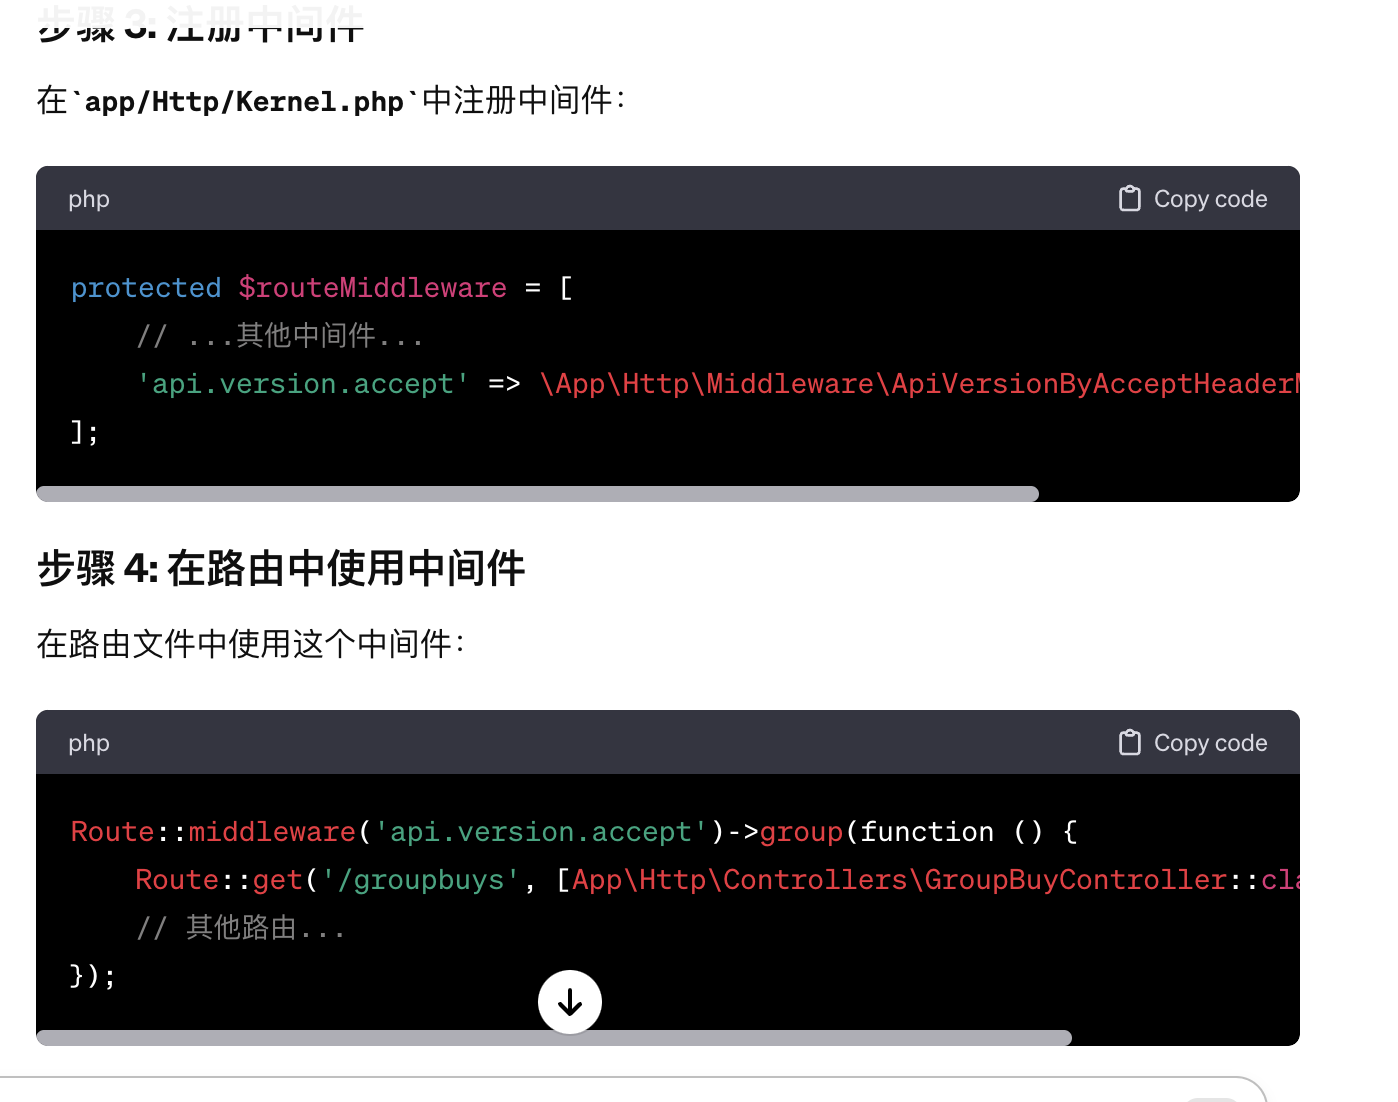 步骤 3: 注册中间件
在`app/Http/Kernel.php`中注册中间件：
php Copy code
protected $routeMiddleware = [
// ...其他中间件...
'api.version.accept' => \App\Http\Middleware\ApiVersionByAcceptHeader
];
步骤 4: 在路由中使用中间件
在路由文件中使用这个中间件：
php Copy code
Route::middleware('api.version.accept')->group(function () {
Route::get('/groupbuys', [App\Http\Controllers\GroupBuyController::cla
// 其他路由...
});